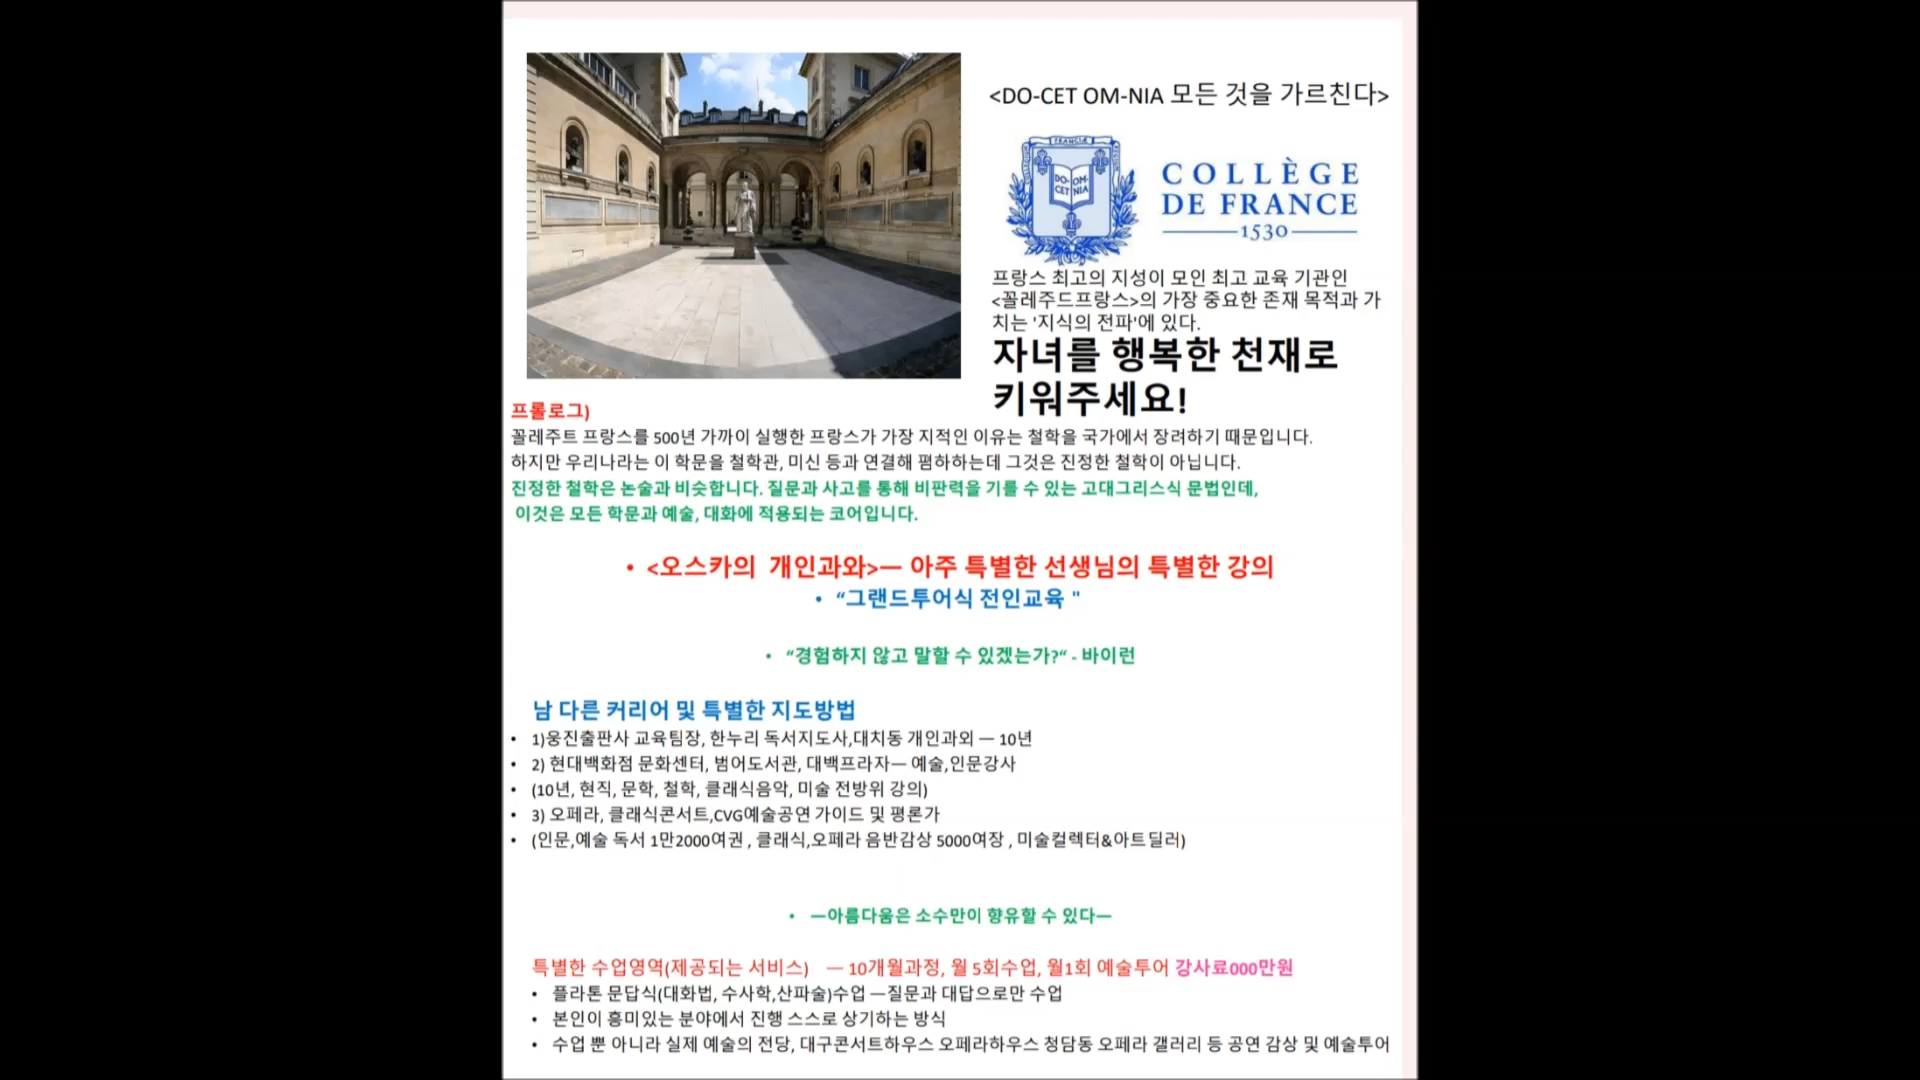 <DO-CET OM-NIA 모든 것을 가르친다>
DO-CET OM-NIA
COLLÈGE
DE FRANCE
1530
프랑스 최고의 지성이 모인 최고 교육 기관인
<꼴레주드프랑스>의 가장 중요한 존재 목적과 가
치는 '지식의 전파'에 있다.
자녀를 행복한 천재로
키워주세요!
프롤로그)
꼴레주트 프랑스를 500년 가까이 실행한 프랑스가 가장 지적인 이유는 철학을 국가에서 장려하기 때문입니다.
하지만 우리나라는 이 학문을 철학관, 미신 등과 연결해 폄하하는데 그것은 진정한 철학이 아닙니다.
진정한 철학은 논술과 비슷합니다. 질문과 사고를 통해 비판력을 기를 수 있는 고대그리스식 문법인데,
이것은 모든 학문과 예술, 대화에 적용되는 코어입니다.
• <오스카의 개인과와>— 아주 특별한 선생님의 특별한 강의
• “그랜드투어식 전인교육 "
• “경험하지 않고 말할 수 있겠는가?“ - 바이런
남 다른 커리어 및 특별한 지도방법
• 1)웅진출판사 교육팀장, 한누리 독서지도사,대치동 개인과외 — 10년
• 2) 현대백화점 문화센터, 범어도서관, 대백프라자— 예술,인문강사
• (10년, 현직, 문학, 철학, 클래식음악, 미술 전방위 강의)
• 3) 오페라, 클래식콘서트,CVG예술공연 가이드 및 평론가
• (인문,예술 독서 1만2000여권 , 클래식,오페라 음반감상 5000여장 , 미술컬렉터&아트딜러)
• —아름다움은 소수만이 향유할 수 있다—
특별한 수업영역(제공되는 서비스) — 10개월과정, 월 5회수업, 월1회 예술투어 강사료000만원
• 플라톤 문답식(대화법, 수사학,산파술)수업 —질문과 대답으로만 수업
• 본인이 흥미있는 분야에서 진행 스스로 상기하는 방식
• 수업 뿐 아니라 실제 예술의 전당, 대구콘서트하우스 오페라하우스 청담동 오페라 갤러리 등 공연 감상 및 예술투어